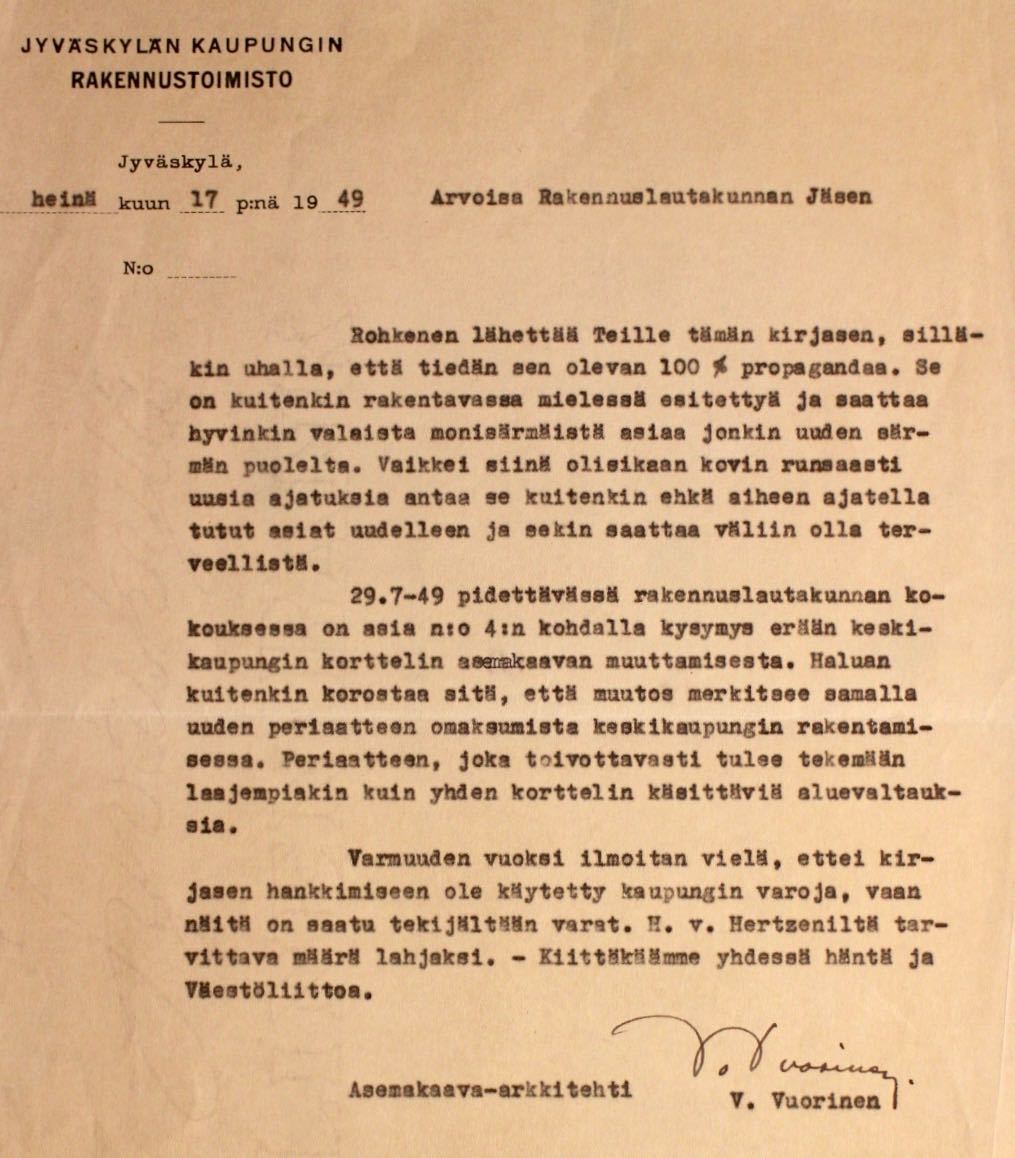 JYVÄSKYLÄN KAUPUNGIN
RAKENNUSTOIMISTO
Jyväskylä,
heinä kuun 17 p:nä 19 49 Arvoisa Rakennuslautakunnan Jäsen
N:o
Rohkenen lähettää Teille tämän kirjasen, sillä-
kin uhalla, että tiedän sen olevan 100 % propagandaa. Se
on kuitenkin rakentavassa mielessä esitettyä ja saattaa
hyvinkin valaista monisärmäistä asiaa jonkin uuden sär-
män puolelta. Vaikkei siinä olisikaan kovin runsaasti
uusia ajatuksia antaa se kuitenkin ehkä aiheen ajatella
tutut asiat uudelleen ja sekin saattaa väliin olla ter-
veellistä.
29.7-49 pidettävässä rakennuslautakunnan ko-
kouksessa on asia n:o 4:n kohdalla kysymys erään keski-
kaupungin korttelin asemakaavan muuttamisesta. Haluan
kuitenkin korostaa sitä, että muutos merkitsee samalla
uuden periaatteen omaksumista keskikaupungin rakentami-
sessa. Periaatteen, joka toivottavasti tulee tekemään
laajempiakin kuin yhden korttelin käsittäviä aluevaltauk-
sia.
Varmuuden vuoksi ilmoitan vielä, ettei kir-
jasen hankkimiseen ole käytetty kaupungin varoja, vaan
näitä on saatu tekijältään varat. H. v. Hertzeniltä tar-
vittava määrä lahjaksi. - Kiittäkäämme yhdessä häntä ja
Väestöliittoa.
V. Vuorinen
Asemakaava-arkkitehti
V. Vuorinen